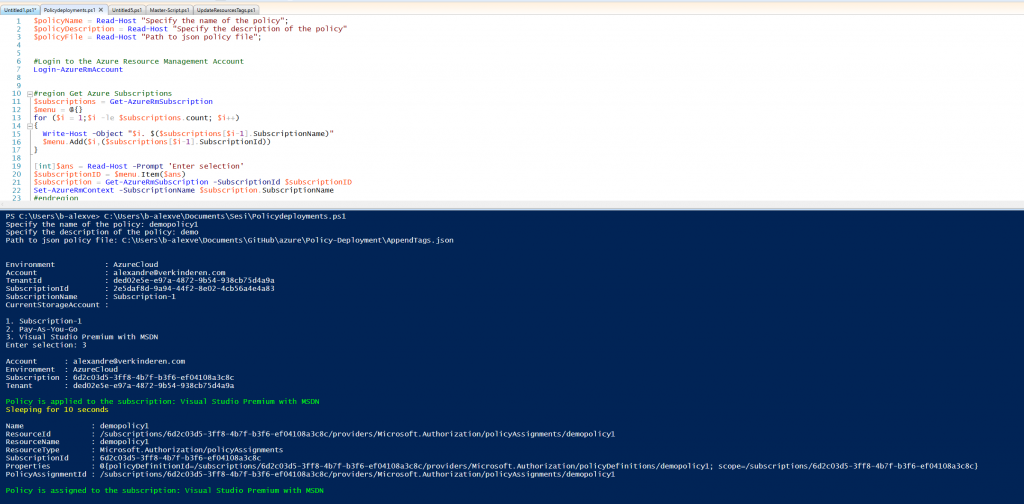 Untitled1.ps1* Policydeployments.ps1 X Untitled5.ps1 Master-Script.ps1 UpdateResourcesTags.ps1
1 $policyName = Read-Host "Specify the name of the policy";
2 $policyDescription = Read-Host "Specify the description of the policy"
3 $policyFile = Read-Host "Path to json policy file";
4
5
6 #Login to the Azure Resource Management Account
7 Login-AzureRmAccount
8
9
10 #region Get Azure Subscriptions
11 $subscriptions = Get-AzureRmSubscription
12 $menu = @{}
13 for ($i = 1;$i -le $subscriptions.count; $i++)
14 {
15 Write-Host -Object "$i. $($subscriptions[$i-1].SubscriptionName)"
16 $menu.Add($i,($subscriptions[$i-1].SubscriptionId))
17 }
18
19 [int]$ans = Read-Host -Prompt 'Enter selection'
20 $subscriptionID = $menu.Item($ans)
21 $subscription = Get-AzureRmSubscription -SubscriptionId $subscriptionID
22 Set-AzureRmContext -SubscriptionName $subscription.SubscriptionName
23 #endregion
PS C:\Users\b-alexve> C:\Users\b-alexve\Documents\Sesi\Policydeployments.ps1
Specify the name of the policy: demopolicy1
Specify the description of the policy: demo
Path to json policy file: C:\Users\b-alexve\Documents\GitHub\azure\Policy-Deployment\AppendTags.json
Environment : AzureCloud
Account : alexandre@verkinderen.com
TenantId : ded02e5e-e97a-4872-9b54-938cb75d4a9a
SubscriptionId : 2e5daf8d-9a94-44f2-8e02-4cb56a4e4a83
SubscriptionName : Subscription-1
CurrentStorageAccount :
1. Subscription-1
2. Pay-As-You-Go
3. Visual Studio Premium with MSDN
Enter selection: 3
Account : alexandre@verkinderen.com
Environment : AzureCloud
Subscription : 6d2c03d5-3ff8-4b7f-b3f6-ef04108a3c8c
Tenant : ded02e5e-e97a-4872-9b54-938cb75d4a9a
Policy is applied to the subscription: Visual Studio Premium with MSDN
Sleeping for 10 seconds
Name : demopolicy1
ResourceId : /subscriptions/6d2c03d5-3ff8-4b7f-b3f6-ef04108a3c8c/providers/Microsoft.Authorization/policyAssignments/demopolicy1
ResourceName : demopolicy1
ResourceType : Microsoft.Authorization/policyAssignments
SubscriptionId : 6d2c03d5-3ff8-4b7f-b3f6-ef04108a3c8c
Properties : @{policyDefinitionId=/subscriptions/6d2c03d5-3ff8-4b7f-b3f6-ef04108a3c8c/providers/Microsoft.Authorization/policyDefinitions/demopolicy1; scope=/subscriptions/6d2c03d5-3ff8-4b7f-b3f6-ef04108a3c8c}
PolicyAssignmentId : /subscriptions/6d2c03d5-3ff8-4b7f-b3f6-ef04108a3c8c/providers/Microsoft.Authorization/policyAssignments/demopolicy1
Policy is assigned to the subscription: Visual Studio Premium with MSDN